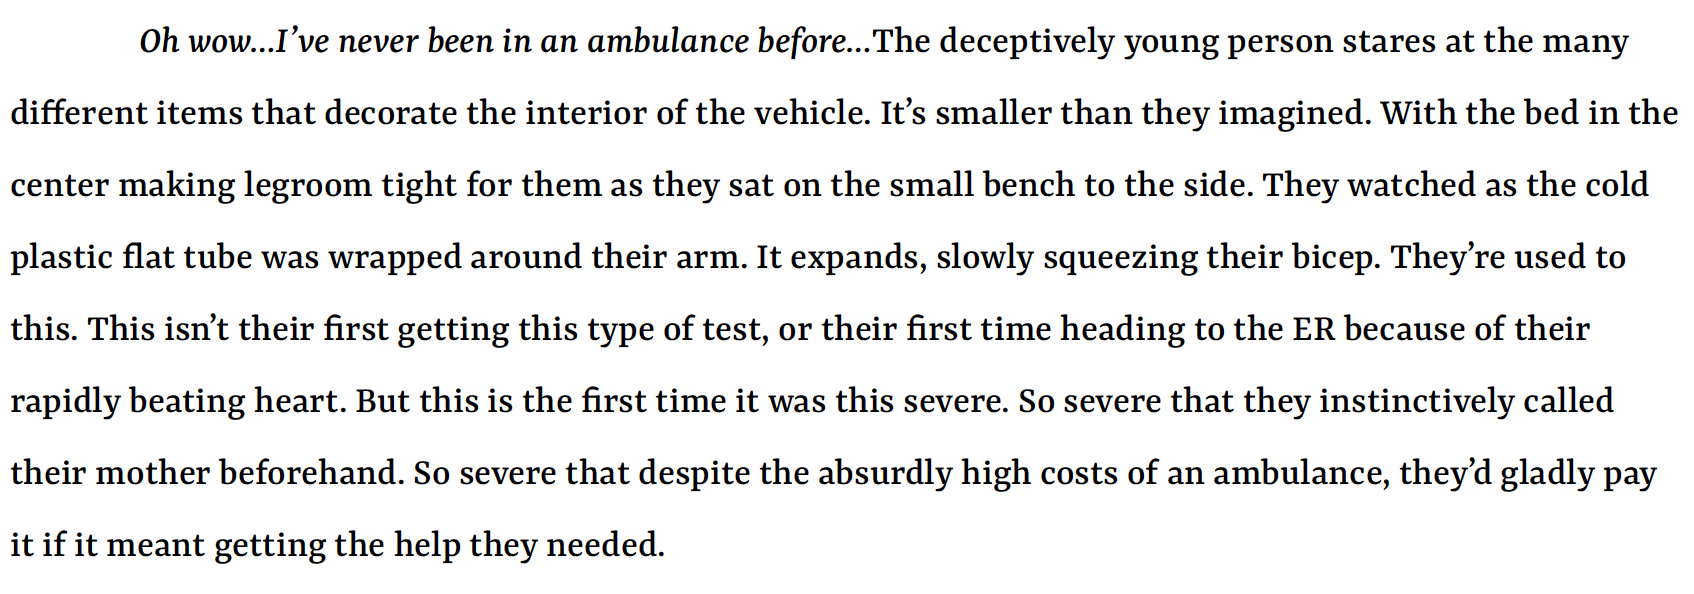 Oh wow...I’ve never been in an ambulance before...The deceptively young person stares at the many
different items that decorate the interior of the vehicle. It’s smaller than they imagined. With the bed in the
center making legroom tight for them as they sat on the small bench to the side. They watched as the cold
plastic flat tube was wrapped around their arm. It expands, slowly squeezing their bicep. They’re used to
this. This isn’t their first getting this type of test, or their first time heading to the ER because of their
rapidly beating heart. But this is the first time it was this severe. So severe that they instinctively called
their mother beforehand. So severe that despite the absurdly high costs of an ambulance, they’d gladly pay
it if it meant getting the help they needed.